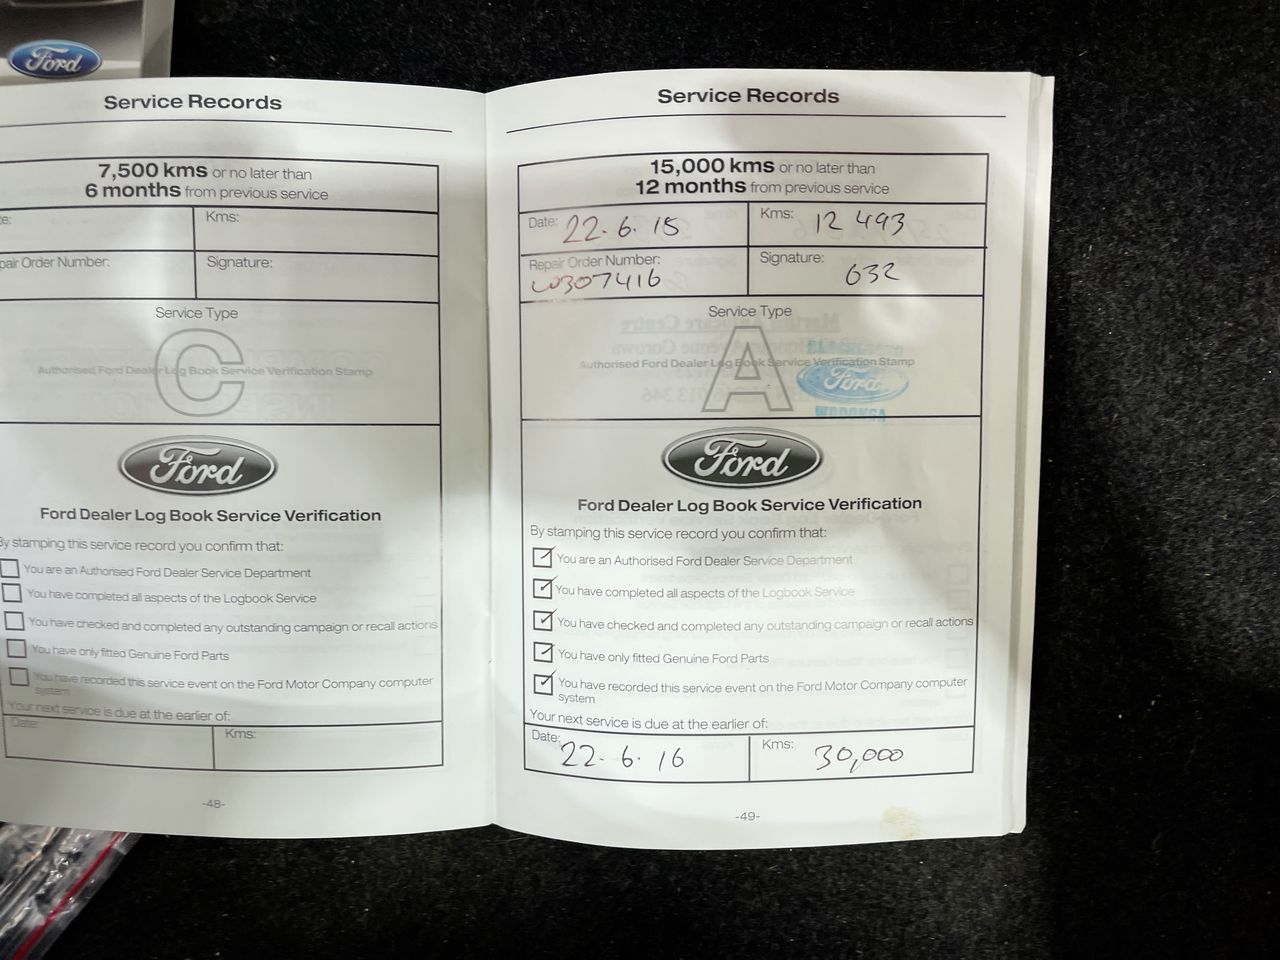 Ford
Service Records
7,500 kms or no later than
6 months from previous service
Kms:
pair Order Number:
Signature:
Service Type
C
Authorised Ford Dealer Log Book Service Verification Stamp
Ford
Ford Dealer Log Book Service Verification
By stamping this service record you confirm that:
You are an Authorised Ford Dealer Service Department
You have completed all aspects of the Logbook Service
You have checked and completed any outstanding campaign or recall actions
You have only fitted Genuine Ford Parts
You have recorded this service event on the Ford Motor Company computer
system
Your next service is due at the earlier of:
Date:
Kms:
-48-
Service Records
15,000 kms or no later than
12 months from previous service
Date: 22.6.15
Kms: 12 493
Repair Order Number:
Signature: 632
Service Type
A
Authorised Ford Dealer Log Book Service Verification Stamp
Ford
WODONGA
Ford
Ford Dealer Log Book Service Verification
By stamping this service record you confirm that:
You are an Authorised Ford Dealer Service Department
You have completed all aspects of the Logbook Service
You have checked and completed any outstanding campaign or recall actions
You have only fitted Genuine Ford Parts
You have recorded this service event on the Ford Motor Company computer
system
Your next service is due at the earlier of:
Date: 22.6.16
Kms: 30,000
-49-